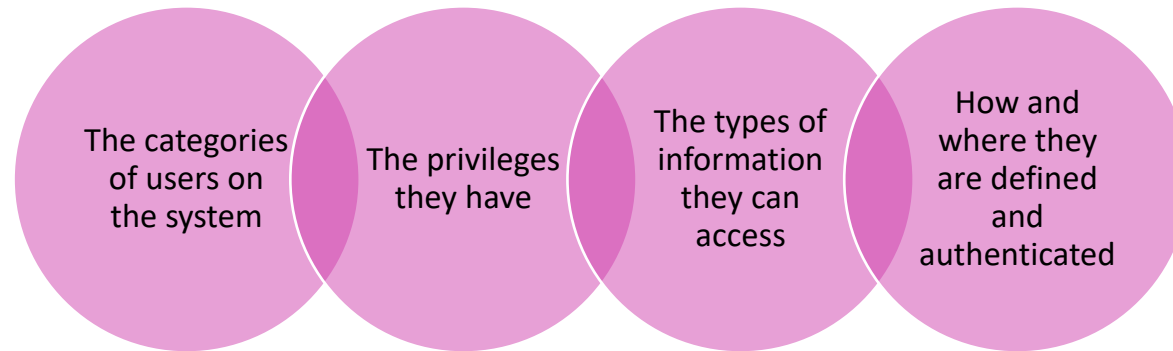 The categories
of users on
the system
The privileges
they have
The types of
information
they can
access
How and
where they
are defined
and
authenticated